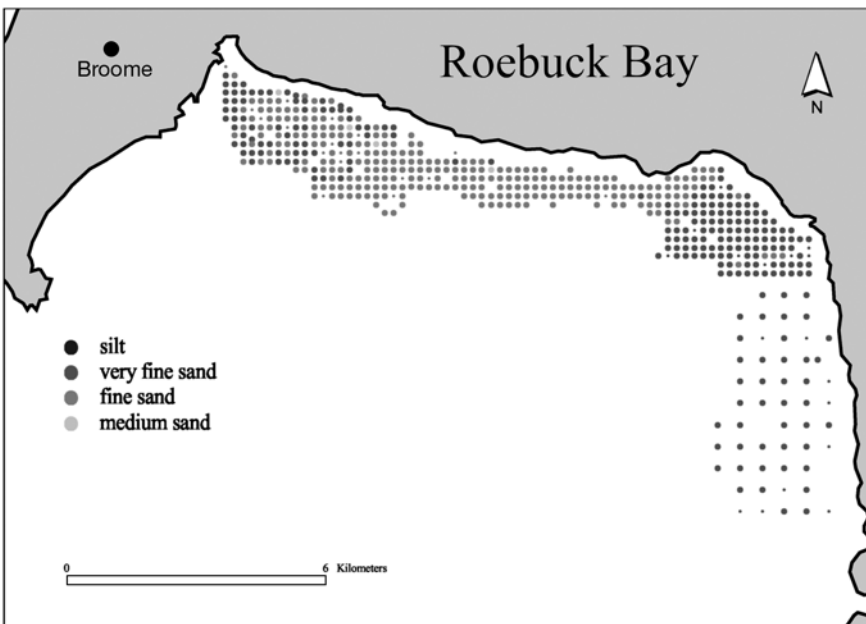 Roebuck Bay
Broome
N
silt
very fine sand
fine sand
medium sand
0 6 Kilometers